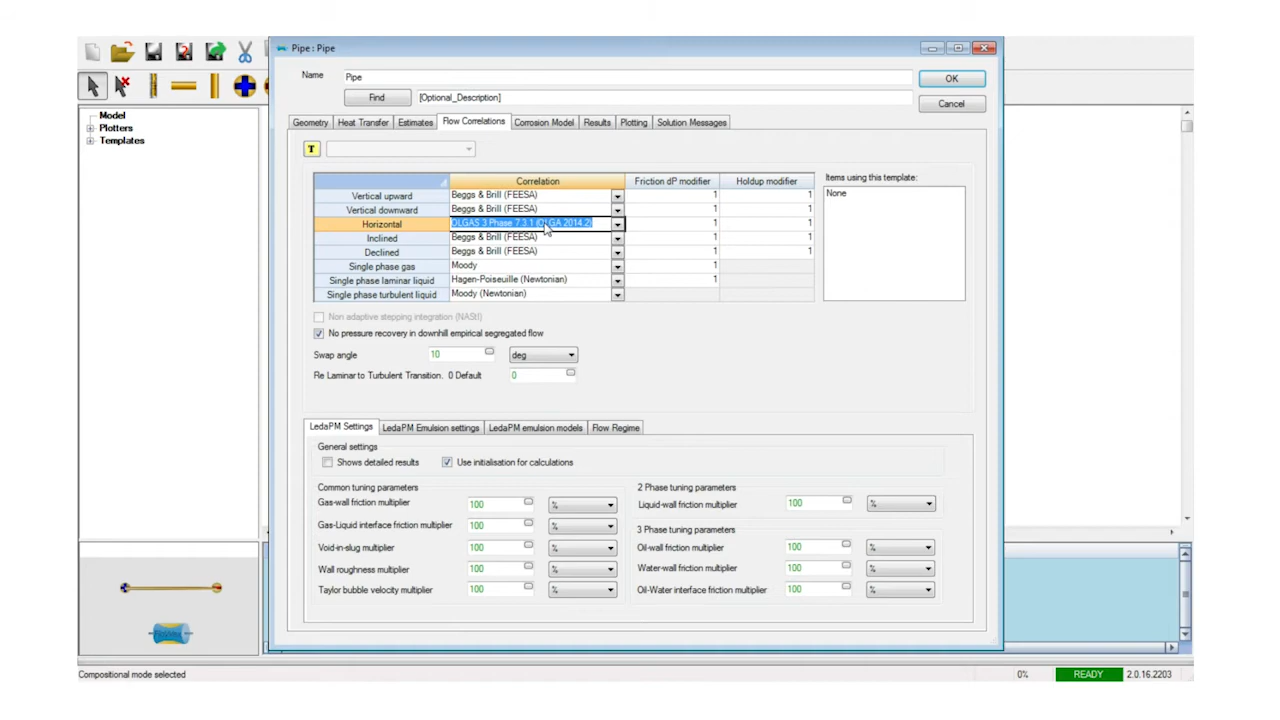 Pipe : Pipe
Name
Pipe
OK
Find
[Optional_Description]
Cancel
Model
Plotters
Templates
Geometry
Heat Transfer
Estimates
Flow Correlations
Corrosion Model
Results
Plotting
Solution Messages
T
Items using this template:
None
Correlation
Friction dP modifier
Holdup modifier
Vertical upward
Beggs & Brill (FEESA)
1
1
Vertical downward
Beggs & Brill (FEESA)
1
1
Horizontal
OLGAS 3 Phase 7.3.1 (OLGA 2014.2)
1
1
Inclined
Beggs & Brill (FEESA)
1
1
Declined
Beggs & Brill (FEESA)
1
1
Single phase gas
Moody
1
Single phase laminar liquid
Hagen-Poiseuille (Newtonian)
1
Single phase turbulent liquid
Moody (Newtonian)
Non adaptive stepping integration (NAStI)
No pressure recovery in downhill empirical segregated flow
Swap angle
10
deg
Re Laminar to Turbulent Transition. 0 Default
0
LedaPM Settings
LedaPM Emulsion settings
LedaPM emulsion models
Flow Regime
General settings
Shows detailed results
Use initialisation for calculations
Common tuning parameters
Gas-wall friction multiplier
100
%
Gas-Liquid interface friction multiplier
100
%
Void-in-slug multiplier
100
%
Wall roughness multiplier
100
%
Taylor bubble velocity multiplier
100
%
2 Phase tuning parameters
Liquid-wall friction multiplier
100
%
3 Phase tuning parameters
Oil-wall friction multiplier
100
%
Water-wall friction multiplier
100
%
Oil-Water interface friction multiplier
100
%
Compositional mode selected
0%
READY
2.0.16.2203